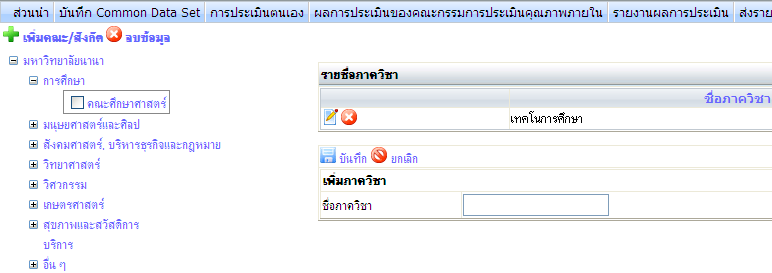 ส่วนนำ บันทึก Common Data Set การประเมินตนเอง ผลการประเมินของคณะกรรมการประเมินคุณภาพภายใน รายงานผลการประเมิน ส่งราย
เพิ่มคณะ/สังกัด ลบข้อมูล
มหาวิทยาลัยนานา
การศึกษา
รายชื่อภาควิชา
คณะศึกษาศาสตร์
ชื่อภาควิชา
มนุษยศาสตร์และศิลป
เทคโนการศึกษา
สังคมศาสตร์, บริหารธุรกิจและกฎหมาย
วิทยาศาสตร์
บันทึก ยกเลิก
วิศวกรรม
เพิ่มภาควิชา
เกษตรศาสตร์
ชื่อภาควิชา
สุขภาพและสวัสดิการ
บริการ
อื่น ๆ